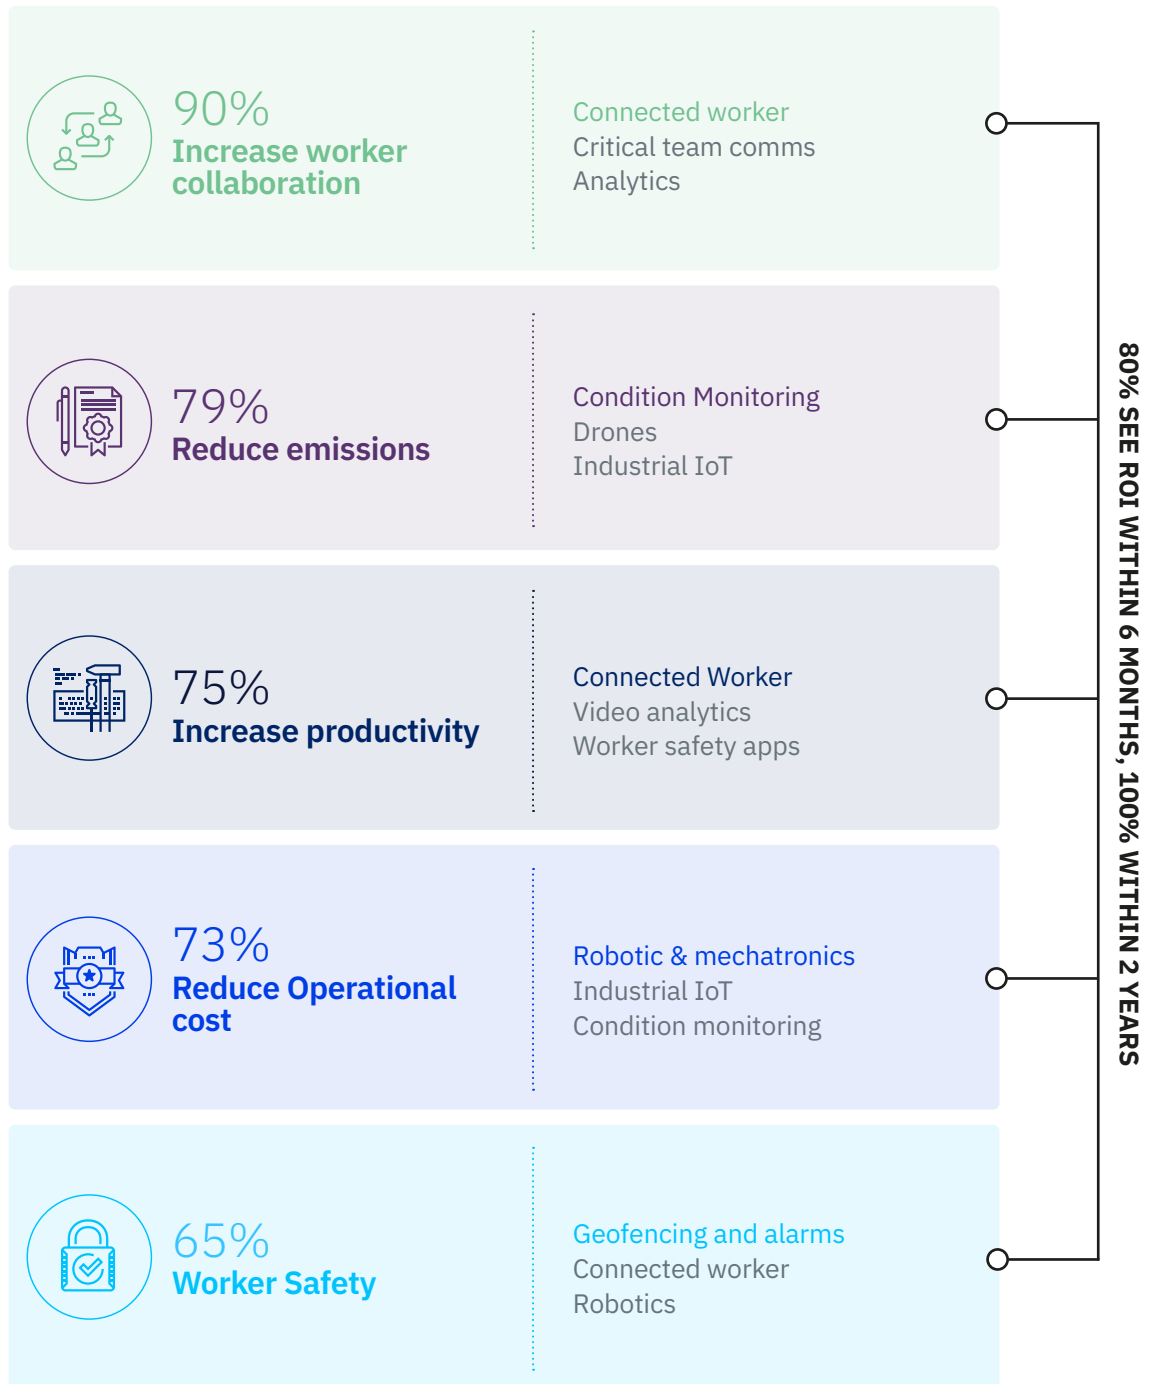 90%
Increase worker
collaboration
Connected worker
Critical team comms
Analytics
79%
Reduce emissions
Condition Monitoring
Drones
Industrial IoT
75%
Increase productivity
Connected Worker
Video analytics
Worker safety apps
73%
Reduce Operational
cost
Robotic & mechatronics
Industrial IoT
Condition monitoring
65%
Worker Safety
Geofencing and alarms
Connected worker
Robotics
80% SEE ROI WITHIN 6 MONTHS, 100% WITHIN 2 YEARS